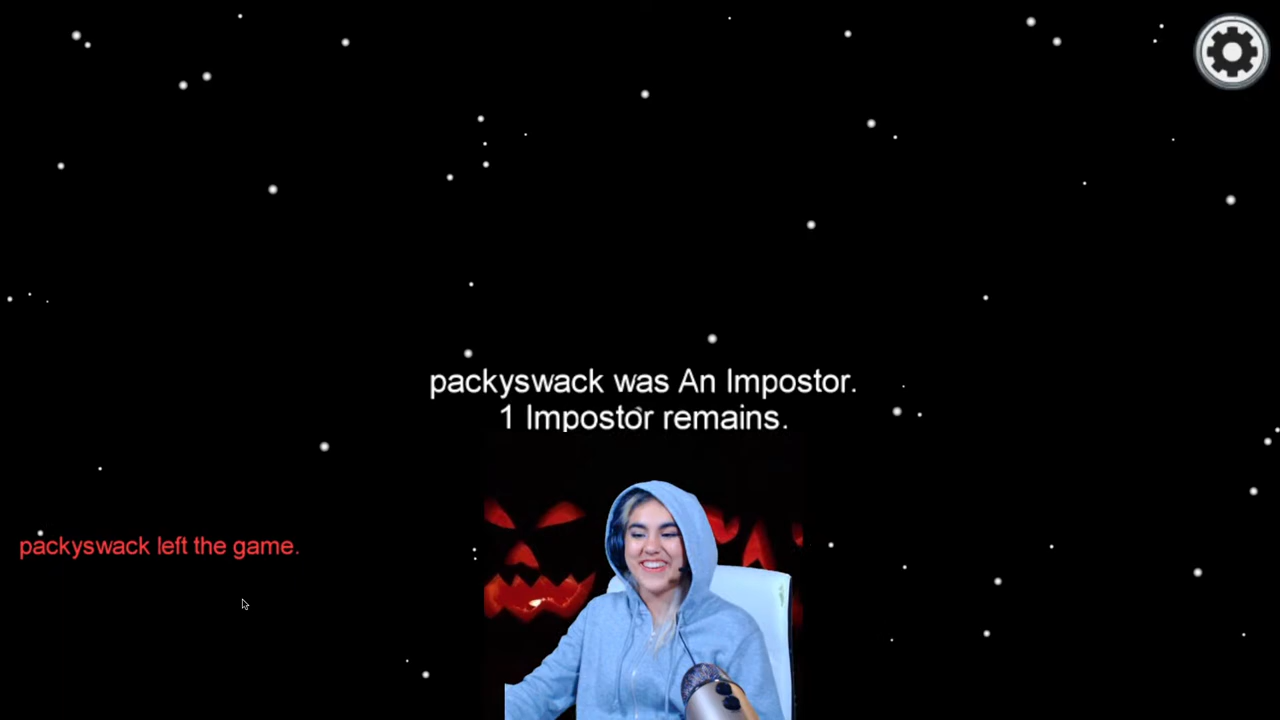 packyswack was An Impostor.
1 Impostor remains.
packyswack left the game.